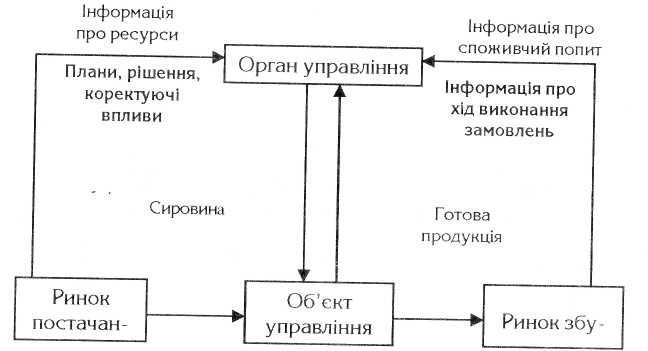 Інформація
про ресурси
Інформація про
споживчий попит
Орган управління
Плани, рішення,
коректуючі
впливи
Інформація про
хід виконання
замовлень
Сировина
Готова
продукція
Ринок
постачан-
Об’єкт
управління
Ринок збу-